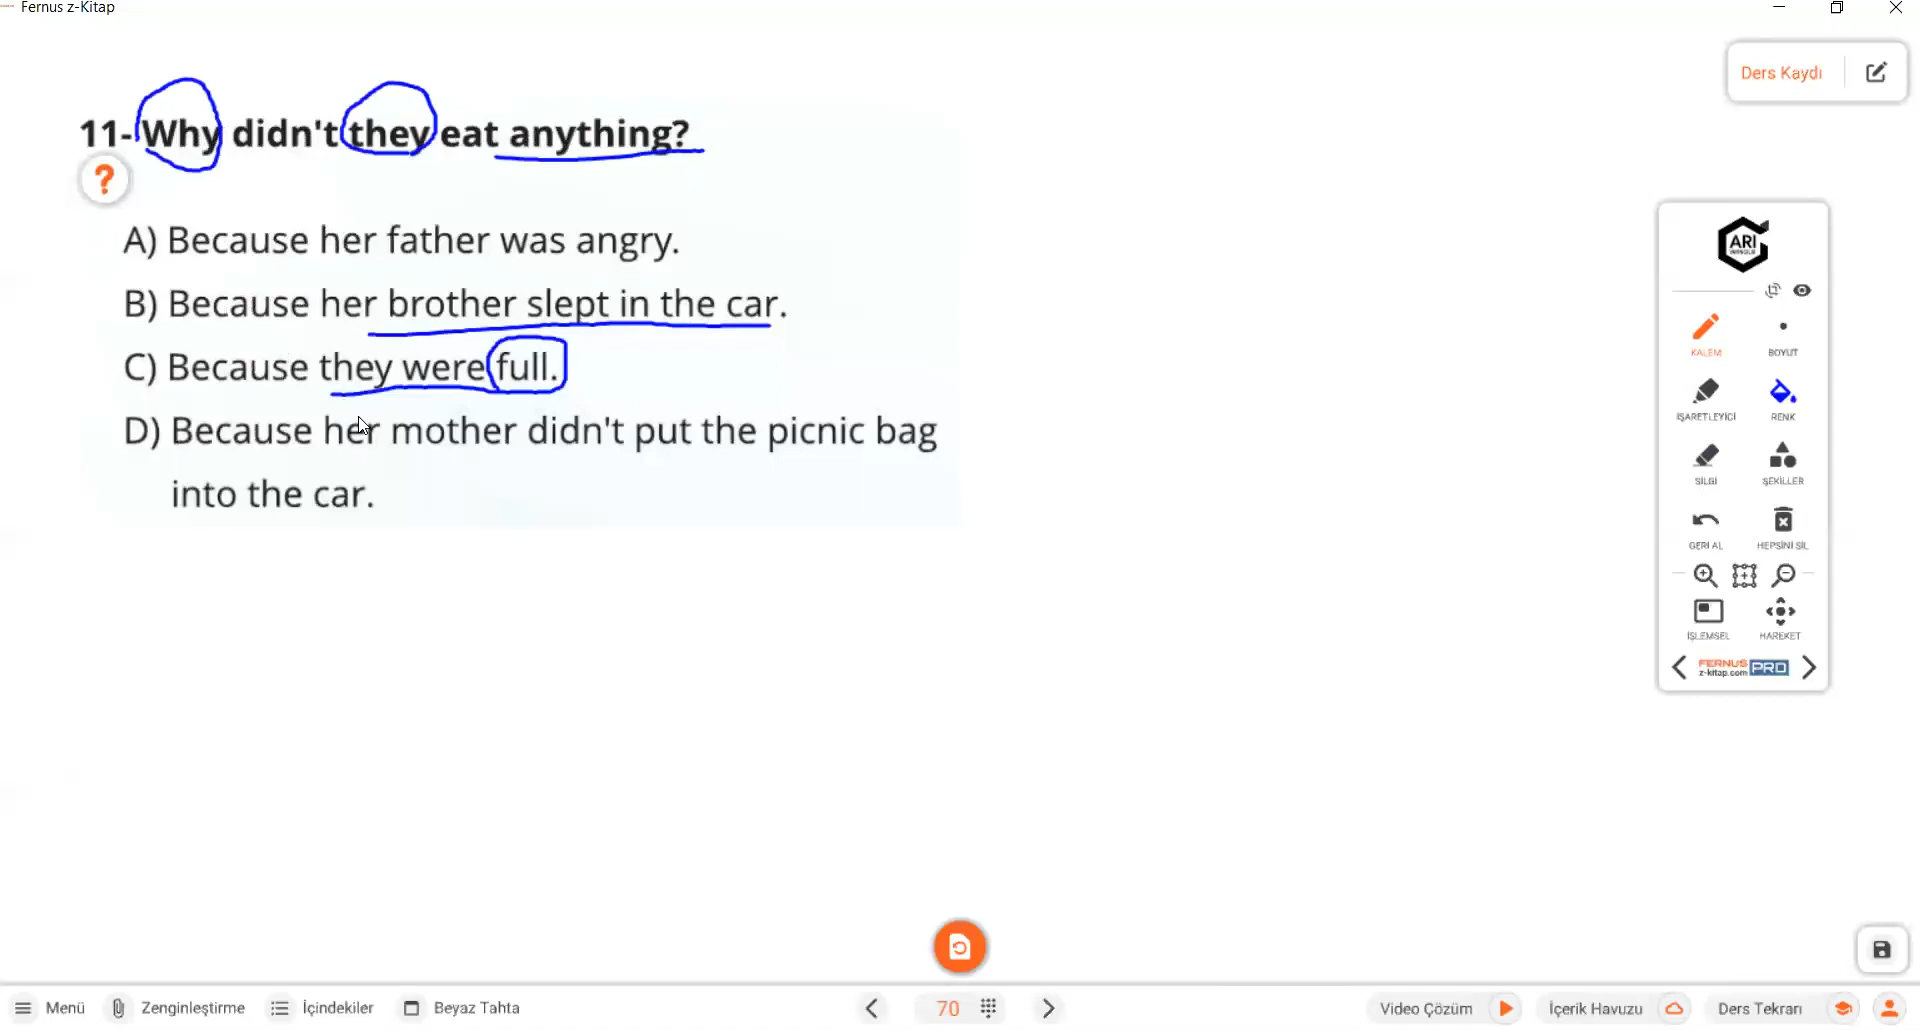 Fernus z-Kitap
Ders Kaydı
11- Why didn't they eat anything?
?
A) Because her father was angry.
B) Because her brother slept in the car.
C) Because they were full.
D) Because her mother didn't put the picnic bag
into the car.
ARI
KALEM
BOYUT
İŞARETLEYİCİ
RENK
SİLGİ
ŞEKİLLER
GERİ AL
HEPSİNİ SİL
İŞLEMSEL
HAREKET
FERNUS
z-kitap.com PRO
Menü
Zenginleştirme
İçindekiler
Beyaz Tahta
70
Video Çözüm
İçerik Havuzu
Ders Tekrarı